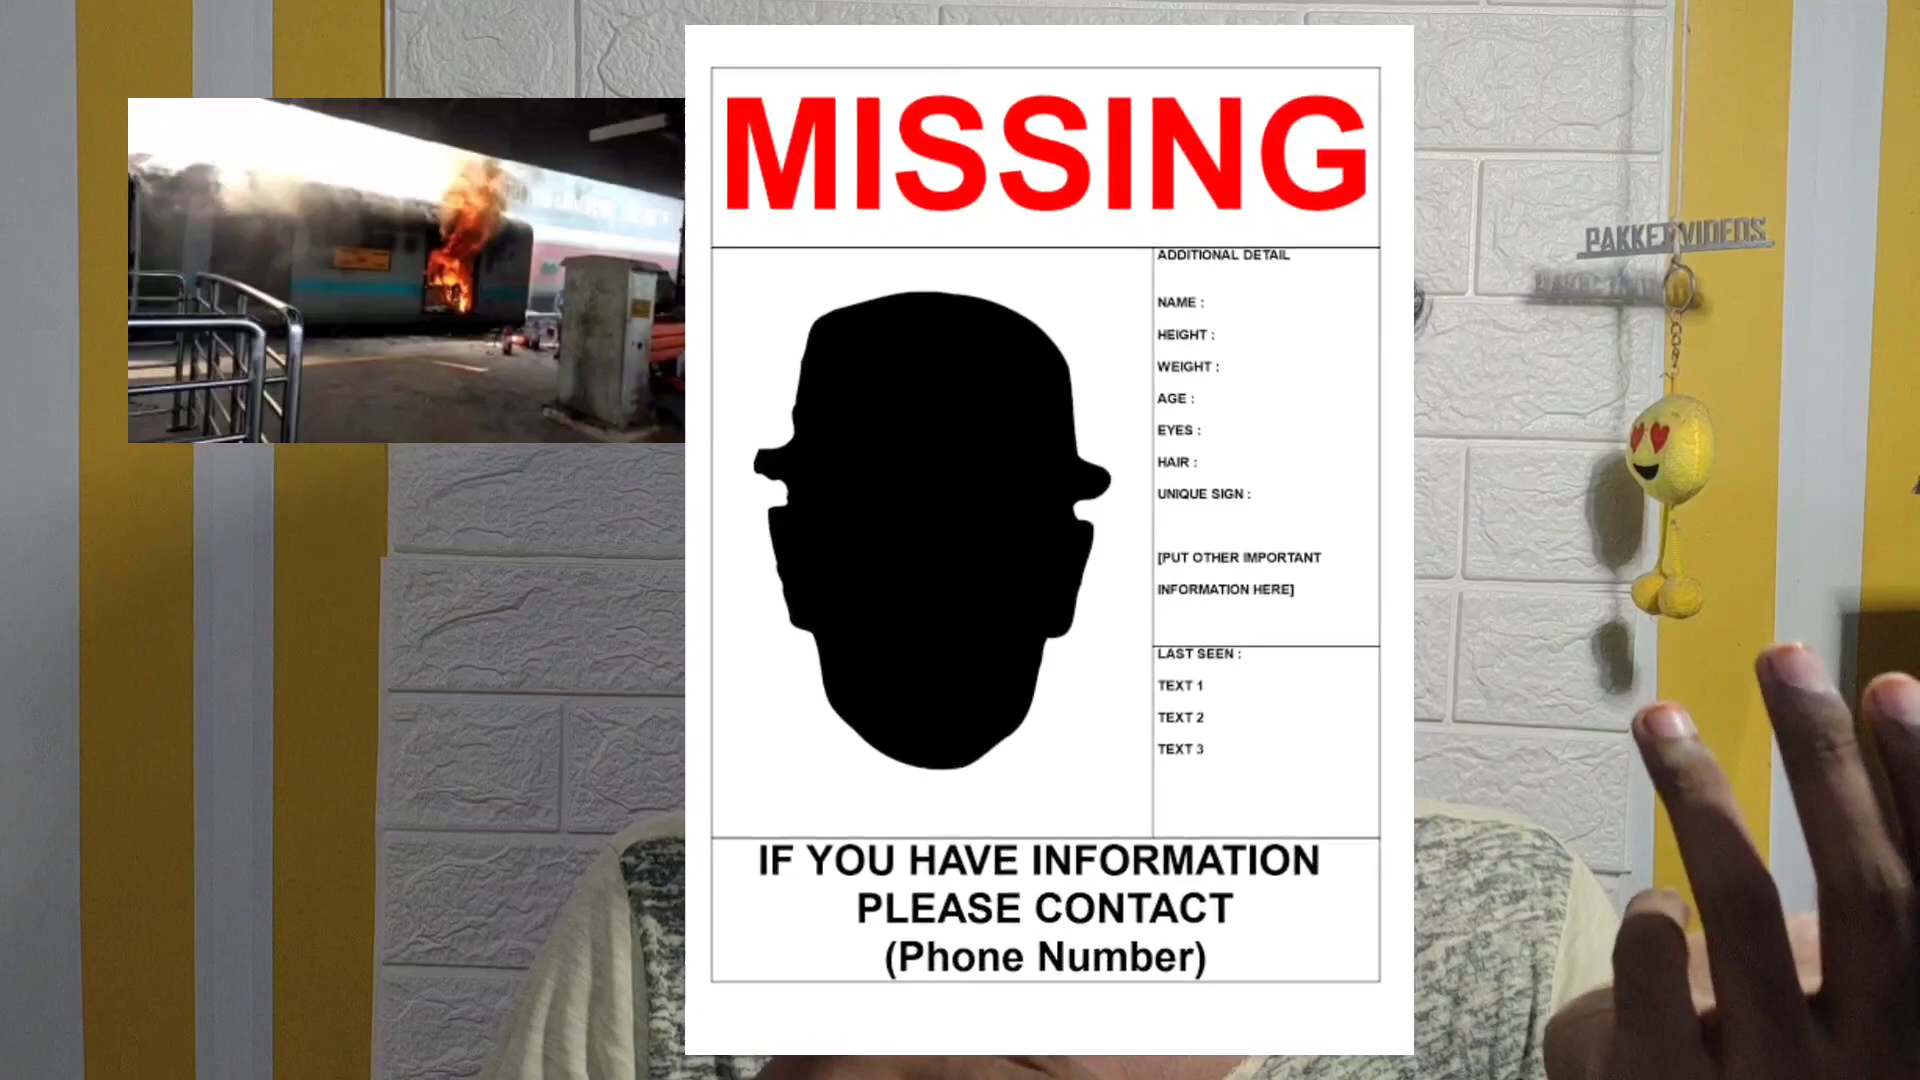 MISSING
ADDITIONAL DETAIL
NAME :
HEIGHT :
WEIGHT :
AGE :
EYES :
HAIR :
UNIQUE SIGN :
[PUT OTHER IMPORTANT
INFORMATION HERE]
LAST SEEN :
TEXT 1
TEXT 2
TEXT 3
IF YOU HAVE INFORMATION
PLEASE CONTACT
(Phone Number)
PAKKET VIDEOS